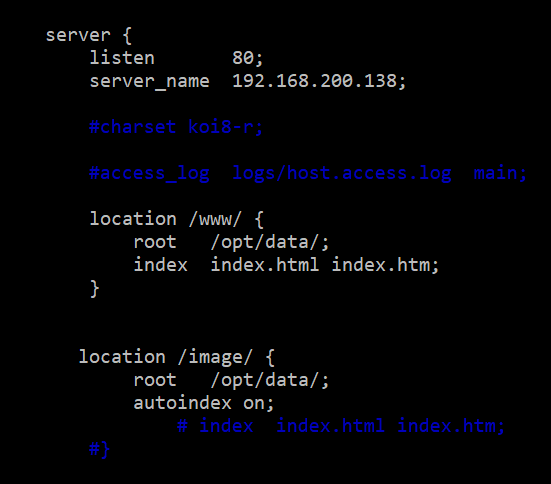 server {
listen 80;
server_name 192.168.200.138;
#charset koi8-r;
#access_log logs/host.access.log main;
location /www/ {
root /opt/data/;
index index.html index.htm;
}
location /image/ {
root /opt/data/;
autoindex on;
# index index.html index.htm;
#}